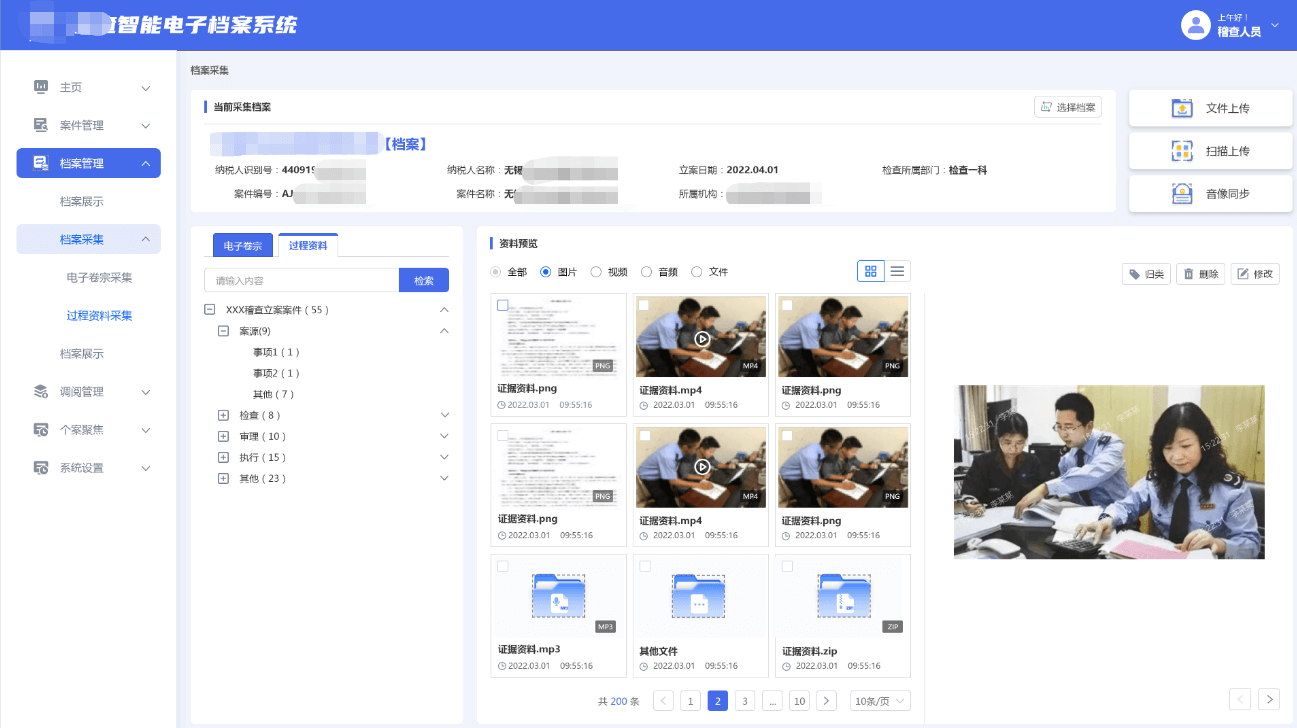 智能电子档案系统
上午好！
稽查人员
主页
案件管理
档案管理
档案展示
档案采集
电子卷宗采集
过程资料采集
档案展示
调阅管理
个案聚焦
系统设置
档案采集
当前采集档案
选择档案
【档案】
纳税人识别号：440919
纳税人名称：无锡
立案日期：2022.04.01
检查所属部门：检查一科
案件编号：AJ
案件名称：无
所属机构：
文件上传
扫描上传
音像同步
电子卷宗
过程资料
请输入内容
检索
XXX稽查立案案件 ( 55 )
案源(9)
事项1 ( 1 )
事项2 ( 1 )
其他 ( 7 )
检查 ( 8 )
审理 ( 10 )
执行 ( 15 )
其他 ( 23 )
资料预览
全部 图片 视频 音频 文件
归类
删除
修改
PNG
MP4
PNG
证据资料.png
证据资料.mp4
证据资料.png
2022.03.01 09:55:16
2022.03.01 09:55:16
2022.03.01 09:55:16
PNG
MP4
PNG
证据资料.png
证据资料.mp4
证据资料.png
2022.03.01 09:55:16
2022.03.01 09:55:16
2022.03.01 09:55:16
MP3
ZIP
证据资料.mp3
其他文件
证据资料.zip
2022.03.01 09:55:16
2022.03.01 09:55:16
2022.03.01 09:55:16
共 200 条
1
2
3
...
10
10条/页